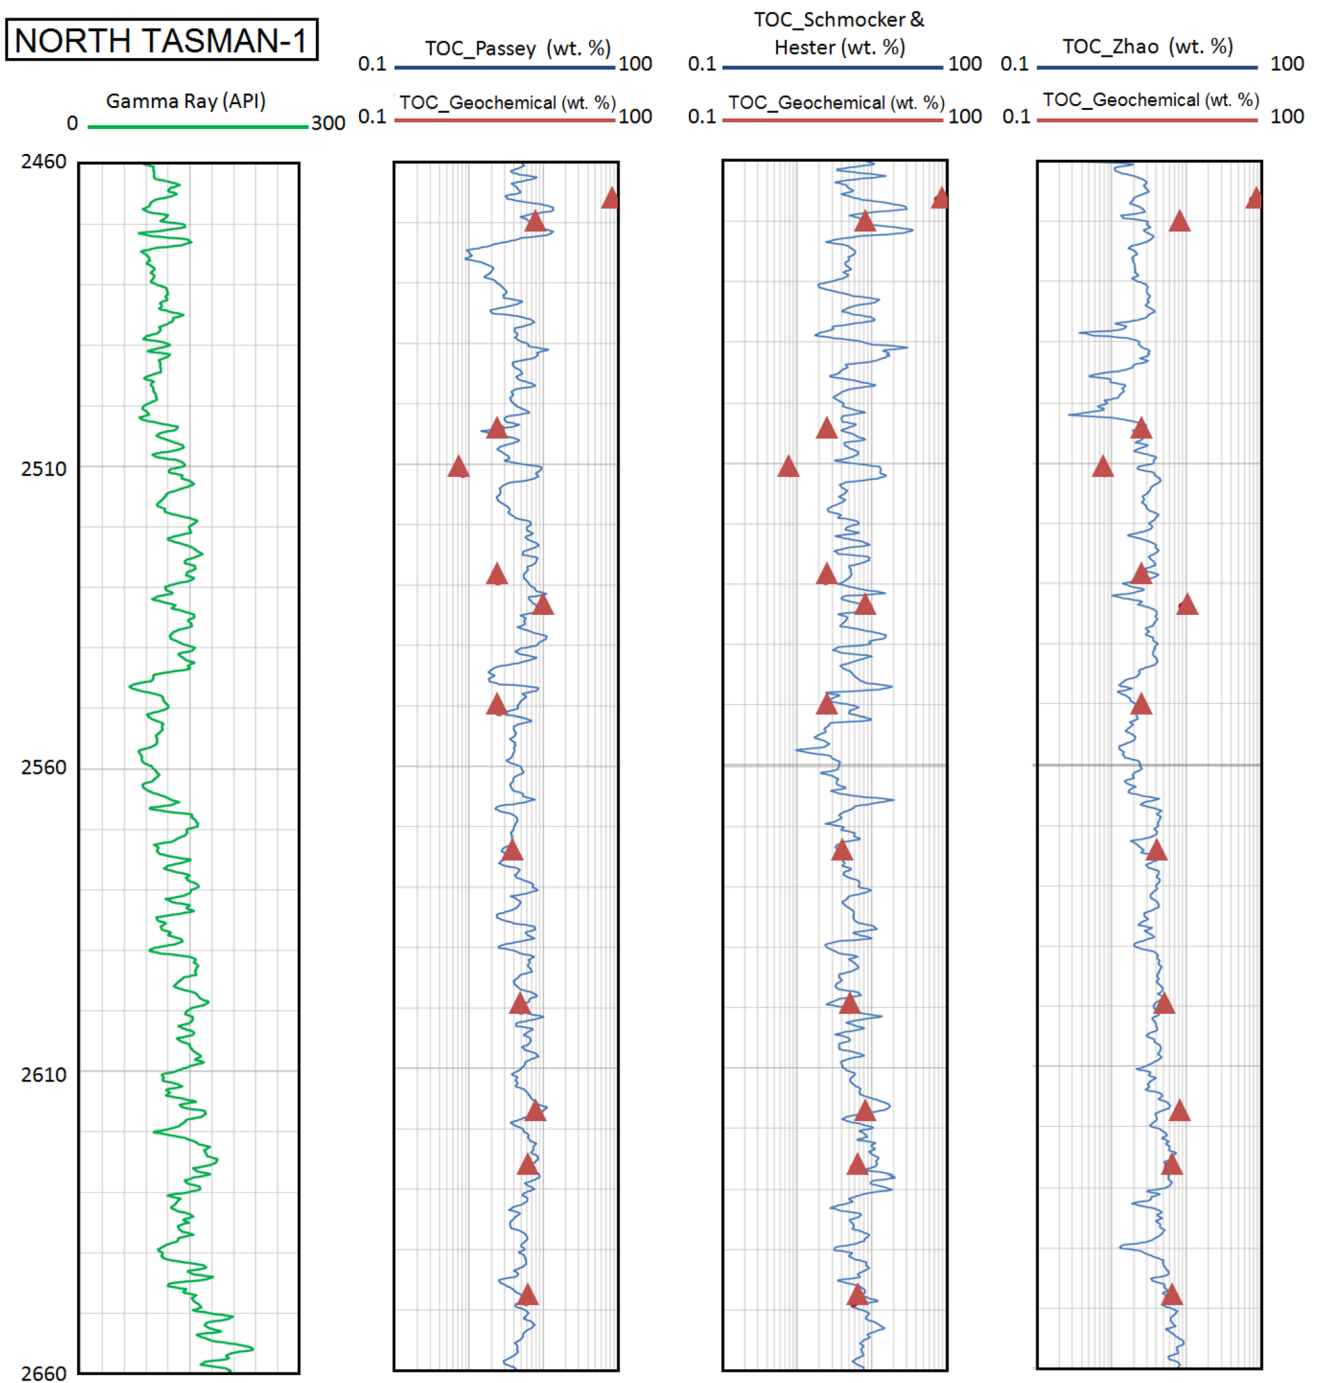 NORTH TASMAN-1
Gamma Ray (API)
0 300
TOC_Passey (wt. %)
0.1 100
TOC_Geochemical (wt. %)
0.1 100
TOC_Schmocker &
Hester (wt. %)
0.1 100
TOC_Geochemical (wt. %)
0.1 100
TOC_Zhao (wt. %)
0.1 100
TOC_Geochemical (wt. %)
0.1 100
2460
2510
2560
2610
2660